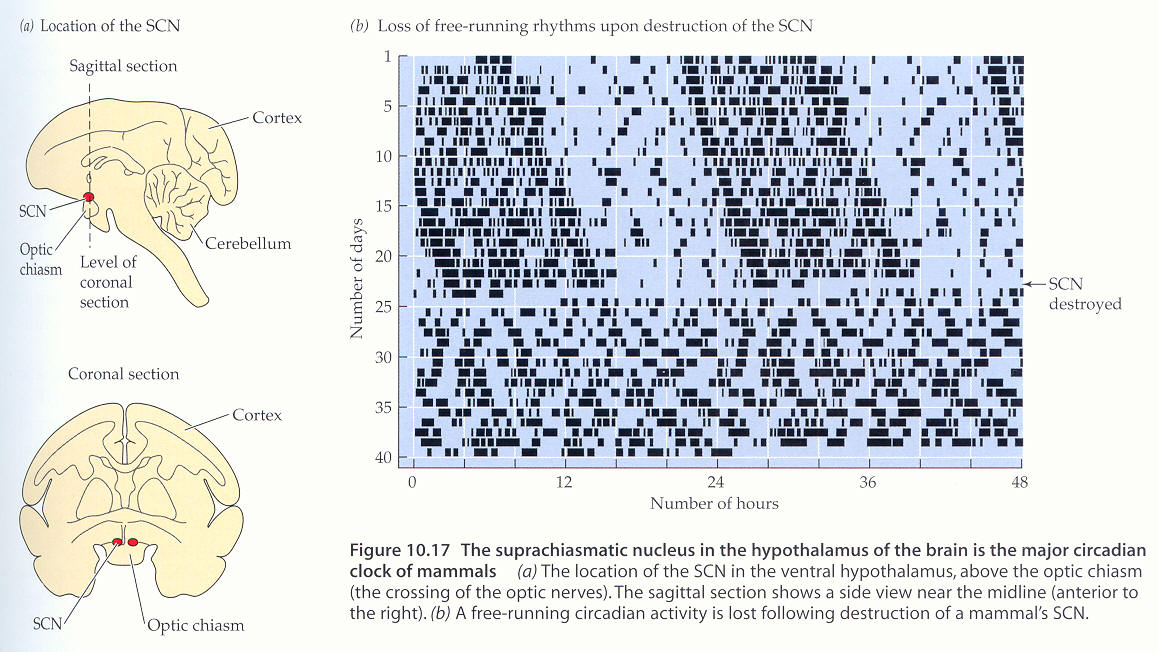 (a) Location of the SCN
Sagittal section
Cortex
SCN
Optic
chiasm
Level of
coronal
section
Cerebellum
Coronal section
Cortex
SCN
Optic chiasm
(b) Loss of free-running rhythms upon destruction of the SCN
Number of days
1
5
10
15
20
25
30
35
40
SCN
destroyed
0 12 24 36 48
Number of hours
Figure 10.17 The suprachiasmatic nucleus in the hypothalamus of the brain is the major circadian
clock of mammals (a) The location of the SCN in the ventral hypothalamus, above the optic chiasm
(the crossing of the optic nerves). The sagittal section shows a side view near the midline (anterior to
the right). (b) A free-running circadian activity is lost following destruction of a mammal's SCN.